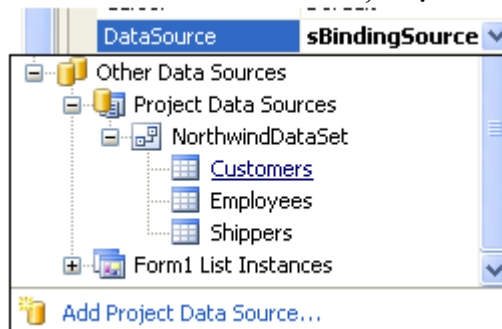 DataSource sBindingSource
Other Data Sources
Project Data Sources
NorthwindDataSet
Customers
Employees
Shippers
Form1 List Instances
Add Project Data Source...